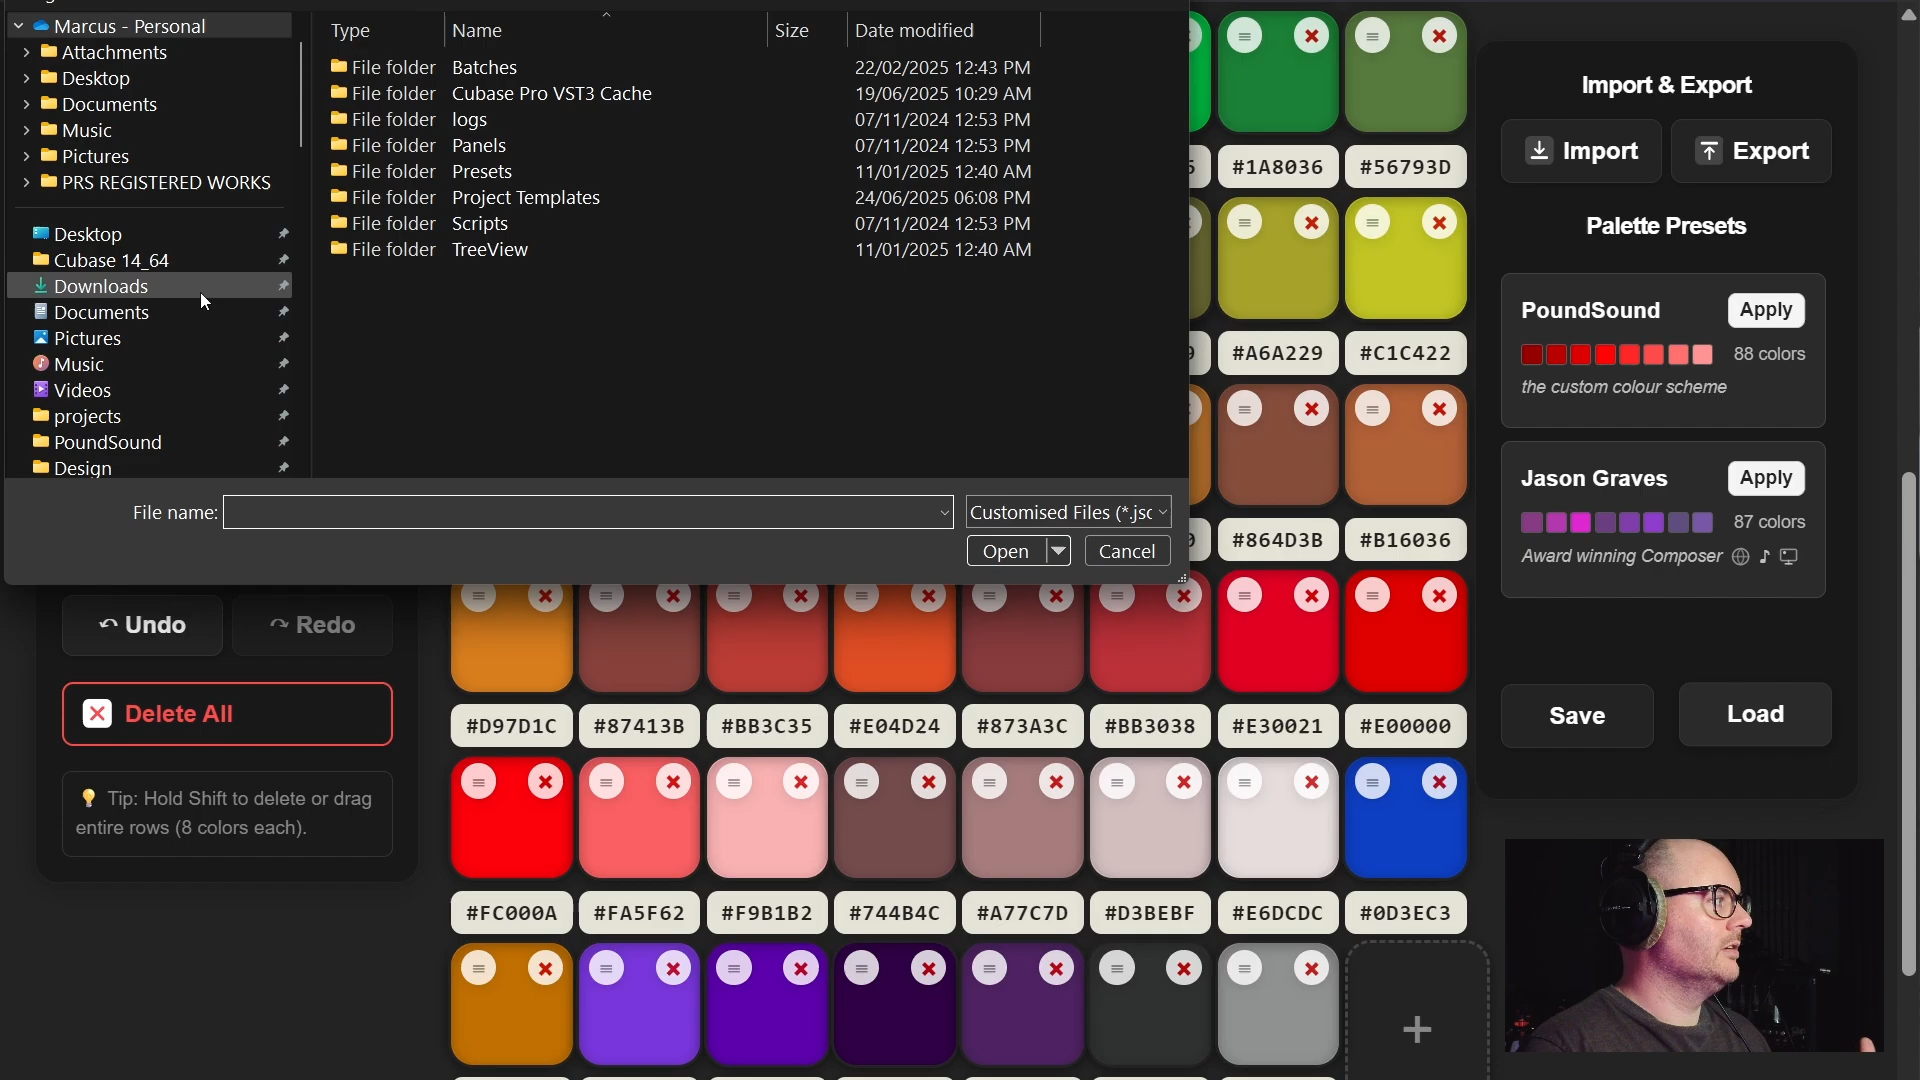 Marcus - Personal
Attachments
Desktop
Documents
Music
Pictures
PRS REGISTERED WORKS
Desktop
Cubase 14_64
Downloads
Documents
Pictures
Music
Videos
projects
PoundSound
Design
Type Name Size Date modified
File folder Batches 22/02/2025 12:43 PM
File folder Cubase Pro VST3 Cache 19/06/2025 10:29 AM
File folder logs 07/11/2024 12:53 PM
File folder Panels 07/11/2024 12:53 PM
File folder Presets 11/01/2025 12:40 AM
File folder Project Templates 24/06/2025 06:08 PM
File folder Scripts 07/11/2024 12:53 PM
File folder TreeView 11/01/2025 12:40 AM
File name:
Customised Files (*.jsc
Open
Cancel
#1A8036 #56793D
#A6A229 #C1C422
#864D3B #B16036
Undo
Redo
Delete All
💡 Tip: Hold Shift to delete or drag
entire rows (8 colors each).
#D97D1C #87413B #BB3C35 #E04D24 #873A3C #BB3038 #E30021 #E00000
#FC000A #FA5F62 #F9B1B2 #744B4C #A77C7D #D3BEBF #E6DCDC #0D3EC3
+
Import & Export
Import
Export
Palette Presets
PoundSound
Apply
88 colors
the custom colour scheme
Jason Graves
Apply
87 colors
Award winning Composer
Save
Load